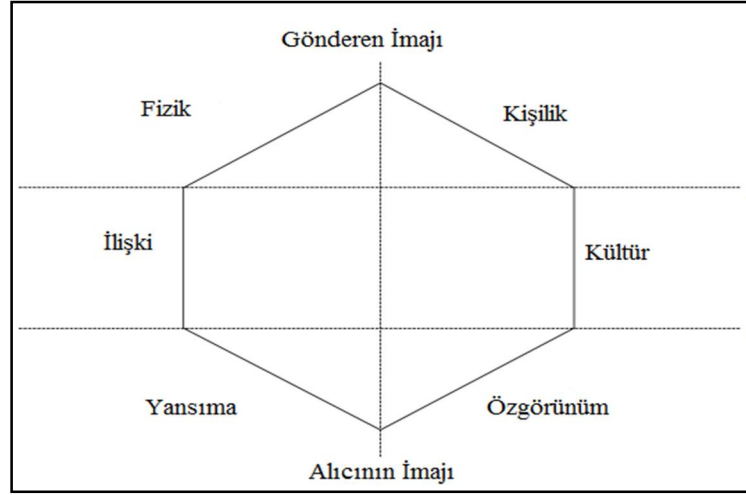 Gönderen İmajı
Fizik
Kişilik
İlişki
Kültür
Yansıma
Özgörünüm
Alıcının İmajı